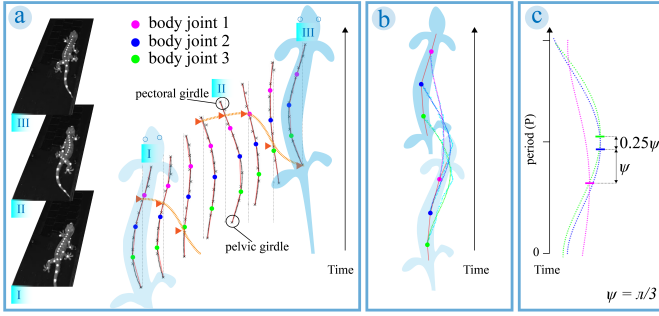 a
body joint 1
body joint 2
body joint 3
III
II
pectoral girdle
I
pelvic girdle
Time
III
II
I
b
Time
c
period (P)
0.25ψ
ψ
0
Time
ψ = π/3